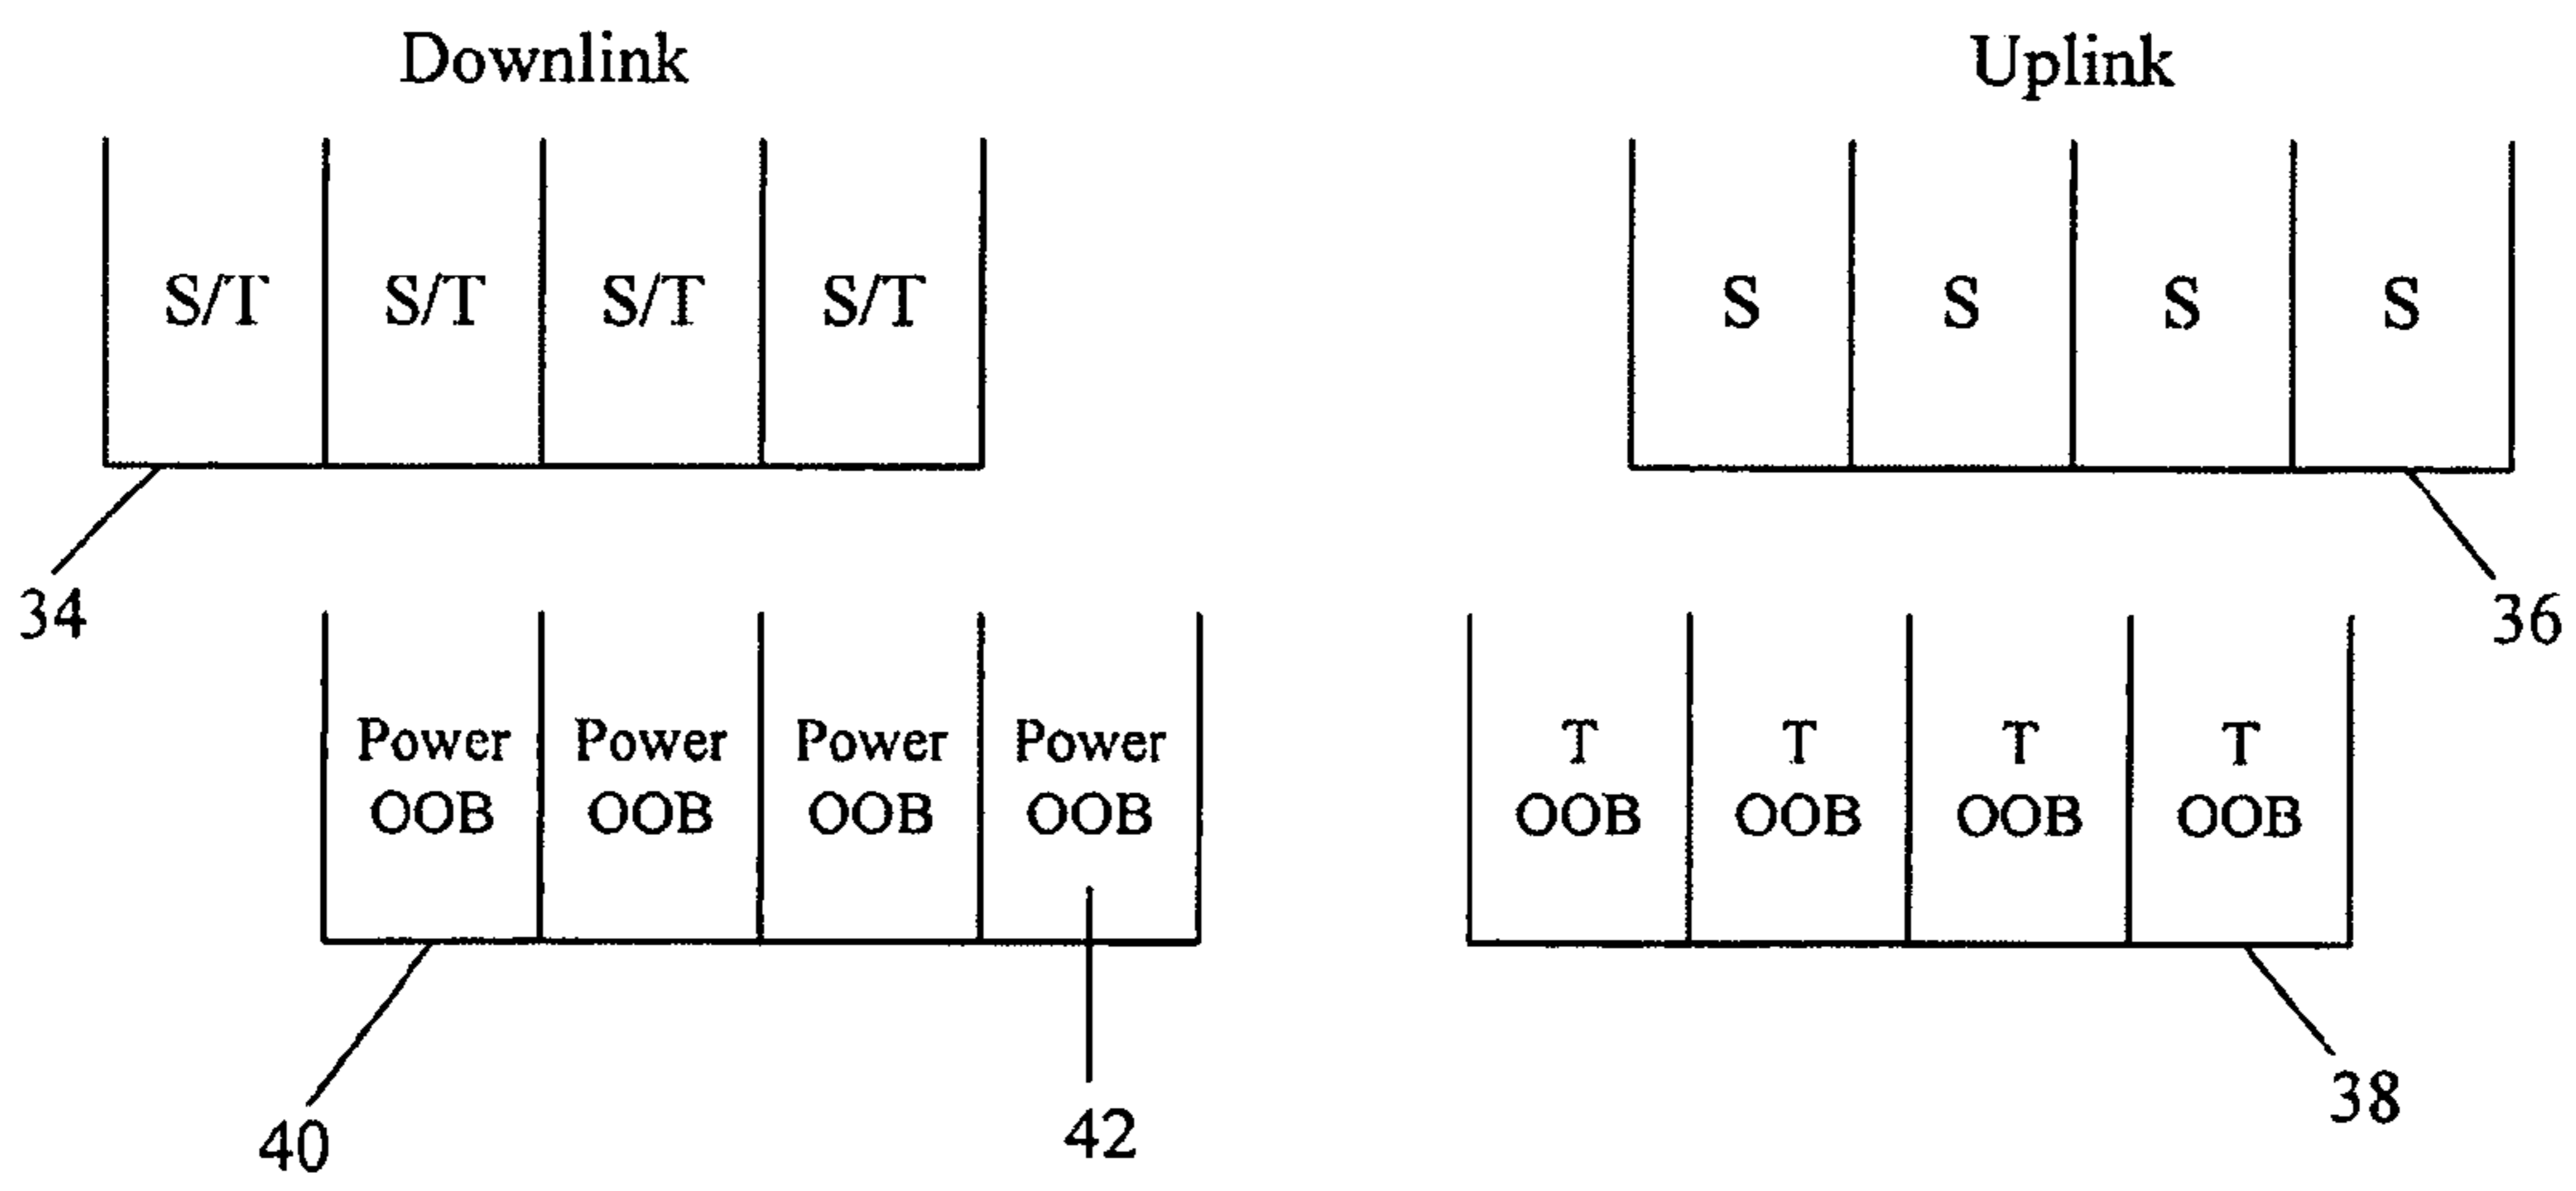 Downlink
Uplink
S/T S/T S/T S/T
S S S S
34
36
Power Power Power Power
OOB OOB OOB OOB
T T T T
OOB OOB OOB OOB
40
42
38